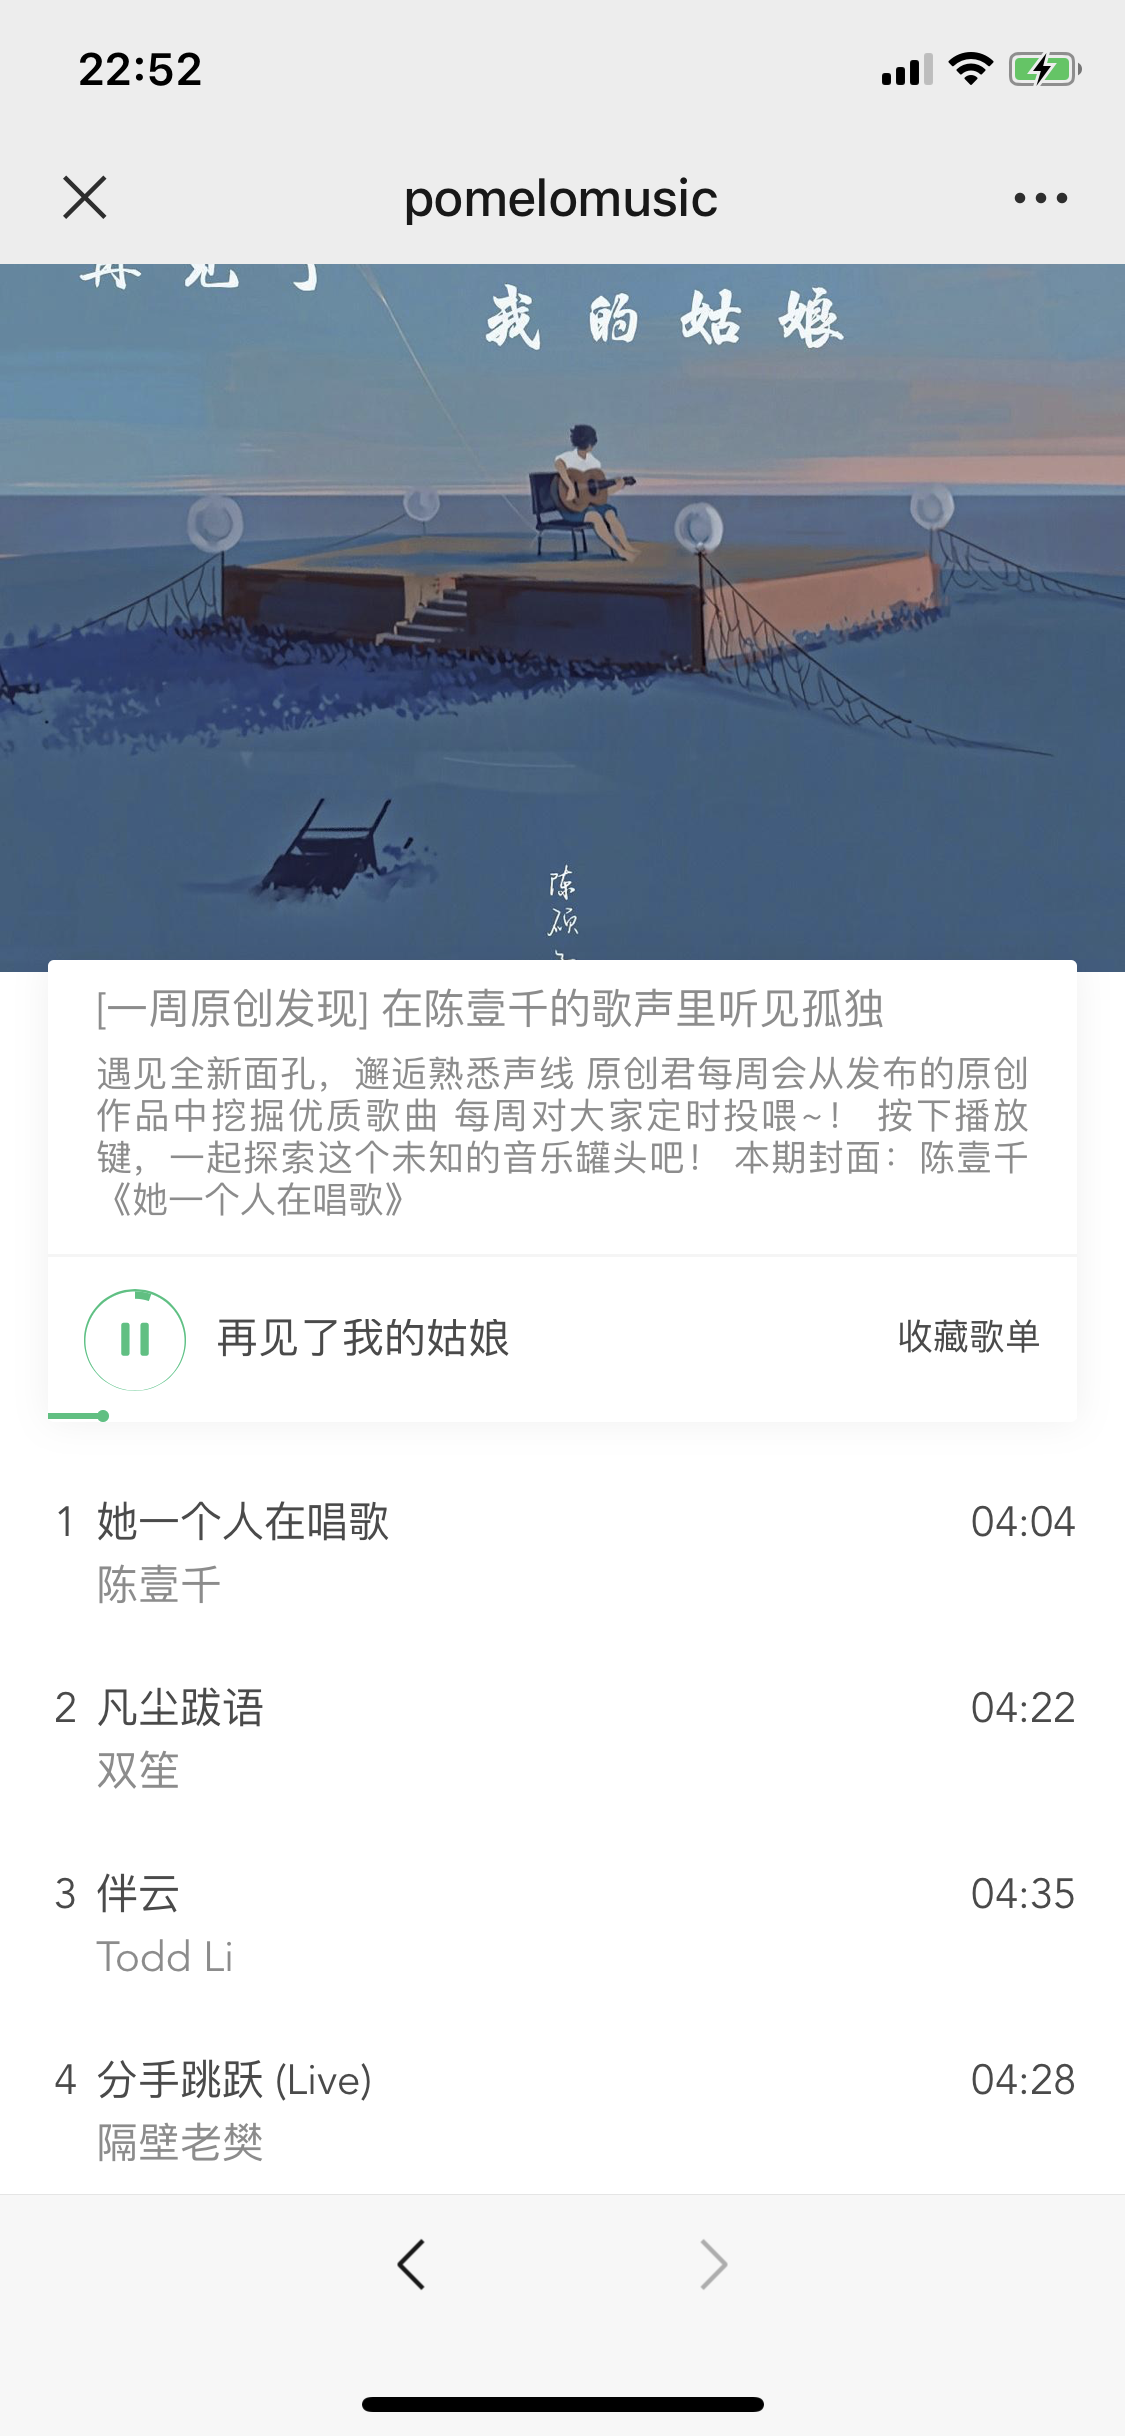 22:52
pomelomusic
再见了
我的姑娘
陈
硕
[一周原创发现] 在陈壹千的歌声里听见孤独
遇见全新面孔，邂逅熟悉声线 原创君每周会从发布的原创
作品中挖掘优质歌曲 每周对大家定时投喂~！ 按下播放
键，一起探索这个未知的音乐罐头吧！ 本期封面：陈壹千
《她一个人在唱歌》
再见了我的姑娘
收藏歌单
1 她一个人在唱歌 04:04
陈壹千
2 凡尘跋语 04:22
双笙
3 伴云 04:35
Todd Li
4 分手跳跃 (Live) 04:28
隔壁老樊